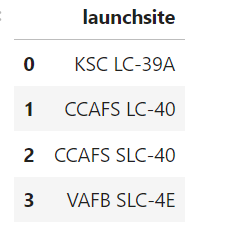 launchsite
0 KSC LC-39A
1 CCAFS LC-40
2 CCAFS SLC-40
3 VAFB SLC-4E